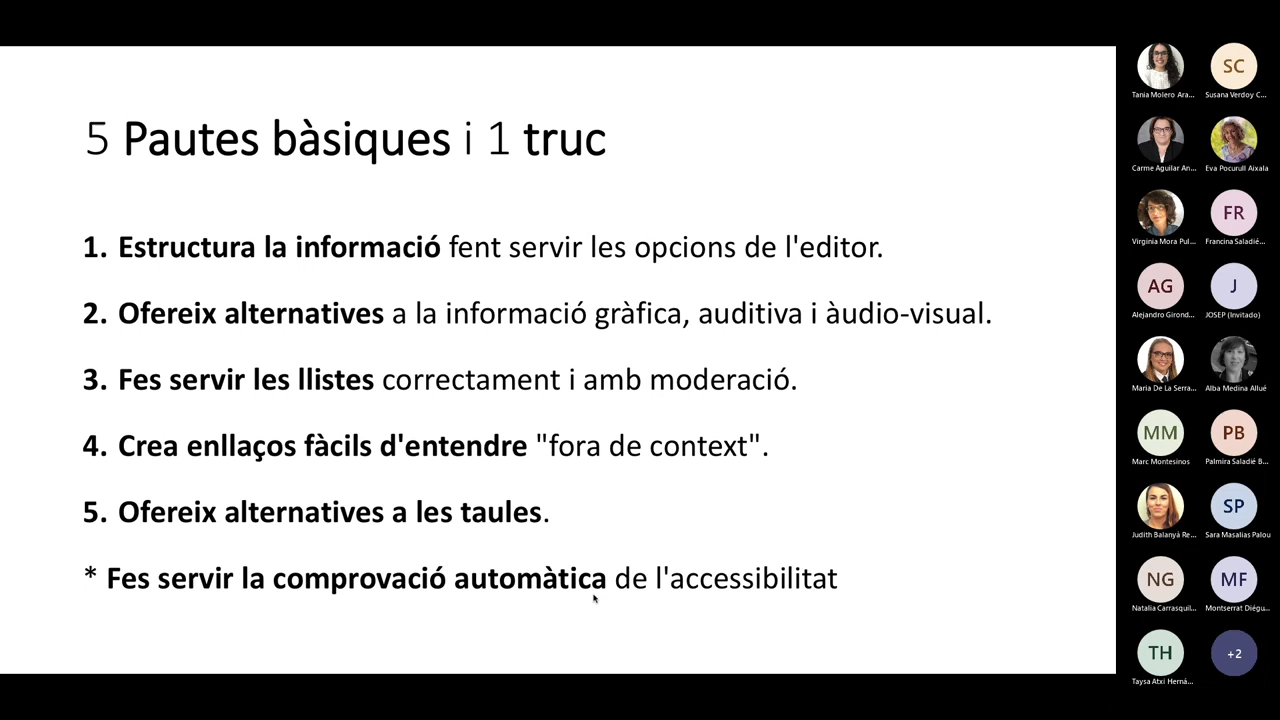 5 Pautes bàsiques i 1 truc
1. Estructura la informació fent servir les opcions de l'editor.
2. Ofereix alternatives a la informació gràfica, auditiva i àudio-visual.
3. Fes servir les llistes correctament i amb moderació.
4. Crea enllaços fàcils d'entendre "fora de context".
5. Ofereix alternatives a les taules.
* Fes servir la comprovació automàtica de l'accessibilitat
SC
Tania Molero Ara...
Susana Verdoy C...
Carme Aguilar An...
Eva Pocurull Aixala
FR
Virginia Mora Pul...
Francina Saladié...
AG
J
Alejandro Girond...
JOSEP (Invitado)
Maria De La Serra...
Alba Medina Allué
MM
PB
Marc Montesinos
Palmira Saladié B...
SP
Judith Balanyà Re...
Sara Masalias Palou
NG
MF
Natalia Carrasquil...
Montserrat Diégu...
TH
+2
Taysa Atxi Herná...